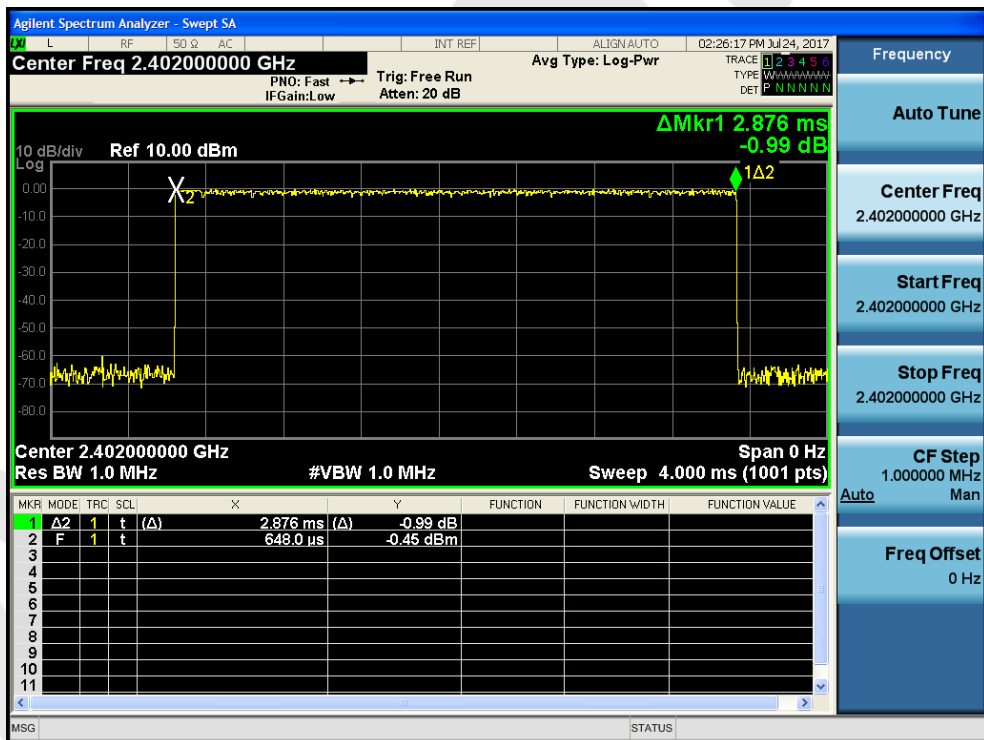 Agilent Spectrum Analyzer - Swept SA
LXI L RF 50 Ω AC INT REF ALIGNAUTO 02:26:17 PM Jul 24, 2017
Center Freq 2.402000000 GHz
PNO: Fast
IFGain:Low
Trig: Free Run
Atten: 20 dB
Avg Type: Log-Pwr
TRACE 1 2 3 4 5 6
TYPE WWWWWW
DET P N N N N N
ΔMkr1 2.876 ms
-0.99 dB
10 dB/div Ref 10.00 dBm
Log
1Δ2
X2
0.00
-10.0
-20.0
-30.0
-40.0
-50.0
-60.0
-70.0
-80.0
Center 2.402000000 GHz Span 0 Hz
Res BW 1.0 MHz #VBW 1.0 MHz Sweep 4.000 ms (1001 pts)
MKR MODE TRC SCL X Y FUNCTION FUNCTION WIDTH FUNCTION VALUE
1 Δ2 1 t (Δ) 2.876 ms (Δ) -0.99 dB
2 F 1 t 648.0 µs -0.45 dBm
3
4
5
6
7
8
9
10
11
MSG STATUS
Frequency
Auto Tune
Center Freq
2.402000000 GHz
Start Freq
2.402000000 GHz
Stop Freq
2.402000000 GHz
CF Step
1.000000 MHz
Auto Man
Freq Offset
0 Hz